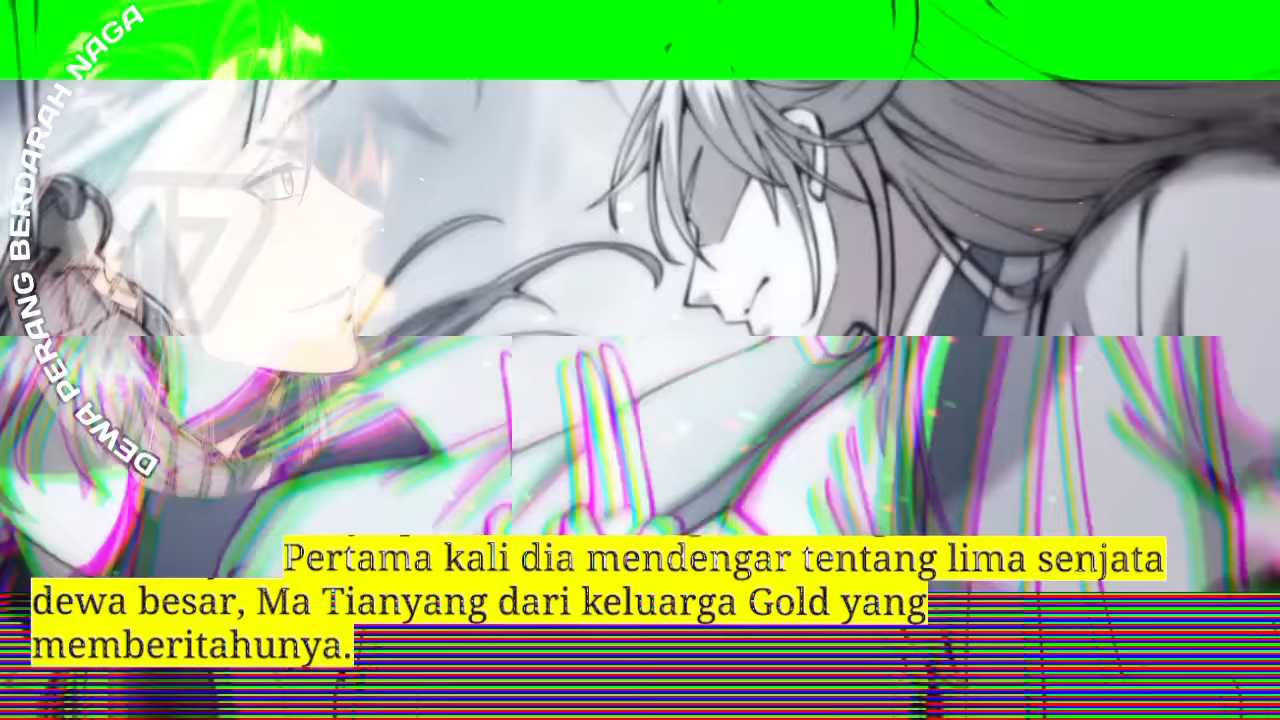 DEWA PERANG BERDARAH NAGA
Pertama kali dia mendengar tentang lima senjata
dewa besar, Ma Tianyang dari keluarga Gold yang
memberitahunya.